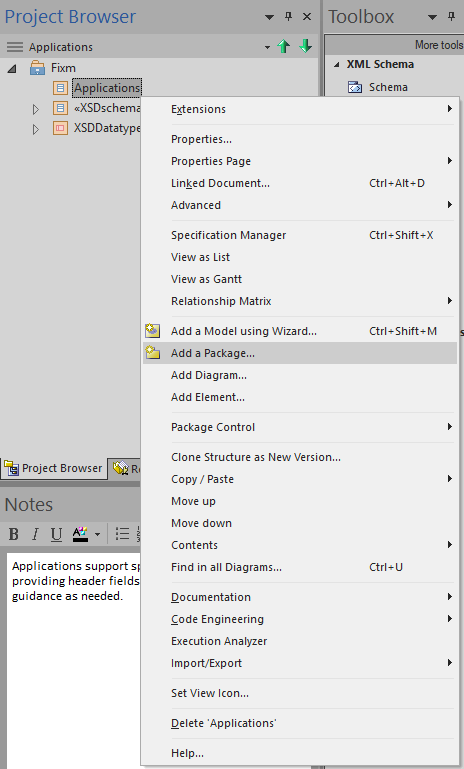 Project Browser
Toolbox
Applications
More tools
Fixm
XML Schema
Applications
Schema
«XSDschema
XSDDatatype
Extensions
Properties...
Properties Page
Linked Document... Ctrl+Alt+D
Advanced
Specification Manager Ctrl+Shift+X
View as List
View as Gantt
Relationship Matrix
Add a Model using Wizard... Ctrl+Shift+M
Add a Package...
Add Diagram...
Add Element...
Package Control
Clone Structure as New Version...
Copy / Paste
Move up
Move down
Contents
Find in all Diagrams... Ctrl+U
Documentation
Code Engineering
Execution Analyzer
Import/Export
Set View Icon...
Delete 'Applications'
Help...
Project Browser
Notes
B I U A
Applications support
providing header fields
guidance as needed.